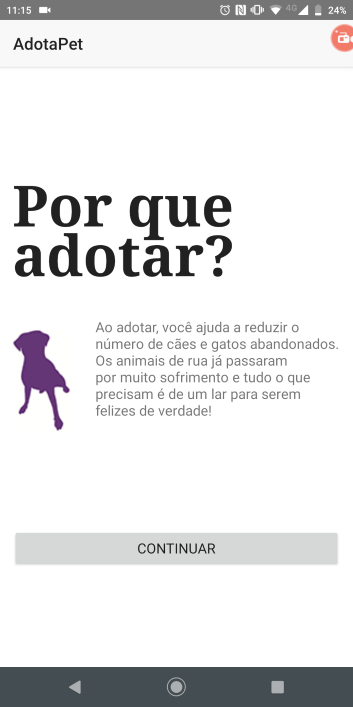 11:15
4G
24%
AdotaPet
Por que
adotar?
Ao adotar, você ajuda a reduzir o
número de cães e gatos abandonados.
Os animais de rua já passaram
por muito sofrimento e tudo o que
precisam é de um lar para serem
felizes de verdade!
CONTINUAR